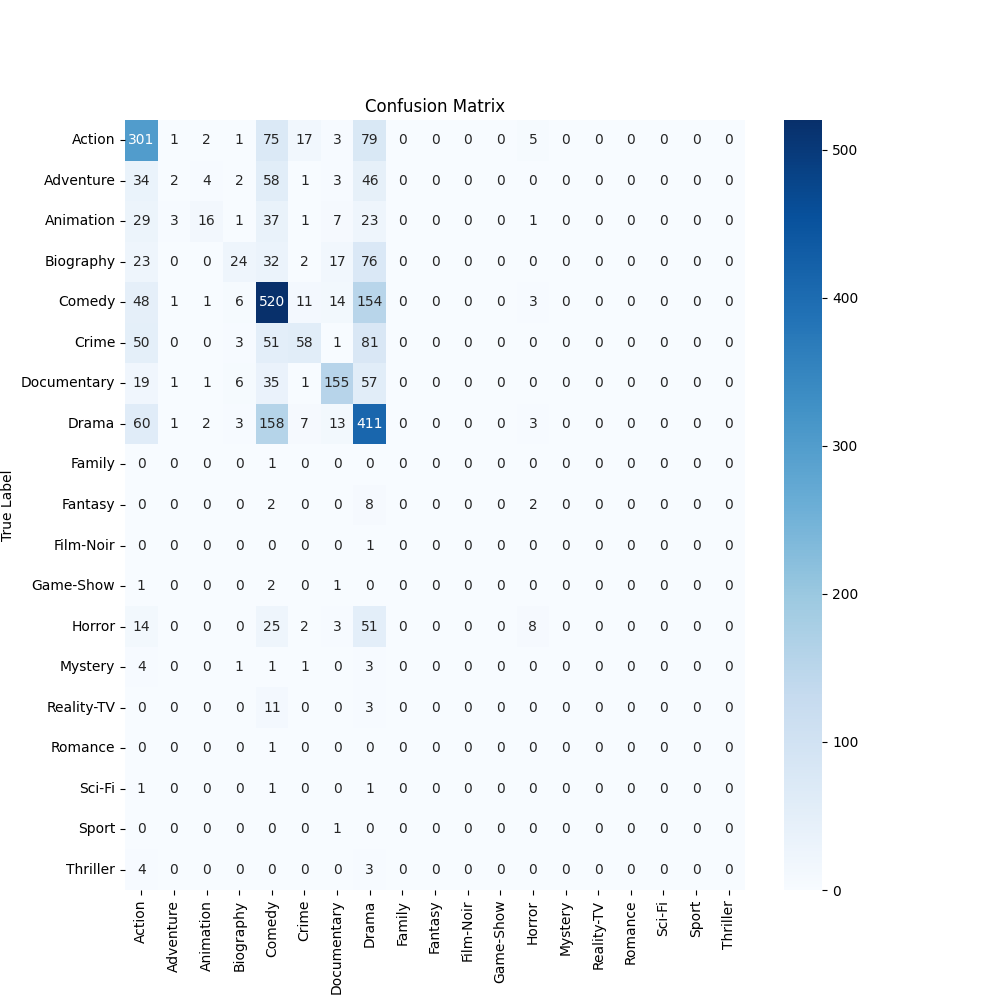 Confusion Matrix
True Label
Action 301 1 2 1 75 17 3 79 0 0 0 0 5 0 0 0 0 0 0
Adventure 34 2 4 2 58 1 3 46 0 0 0 0 0 0 0 0 0 0 0
Animation 29 3 16 1 37 1 7 23 0 0 0 0 1 0 0 0 0 0 0
Biography 23 0 0 24 32 2 17 76 0 0 0 0 0 0 0 0 0 0 0
Comedy 48 1 1 6 520 11 14 154 0 0 0 0 3 0 0 0 0 0 0
Crime 50 0 0 3 51 58 1 81 0 0 0 0 0 0 0 0 0 0 0
Documentary 19 1 1 6 35 1 155 57 0 0 0 0 0 0 0 0 0 0 0
Drama 60 1 2 3 158 7 13 411 0 0 0 0 3 0 0 0 0 0 0
Family 0 0 0 0 1 0 0 0 0 0 0 0 0 0 0 0 0 0 0
Fantasy 0 0 0 0 2 0 0 8 0 0 0 0 2 0 0 0 0 0 0
Film-Noir 0 0 0 0 0 0 0 1 0 0 0 0 0 0 0 0 0 0 0
Game-Show 1 0 0 0 2 0 1 0 0 0 0 0 0 0 0 0 0 0 0
Horror 14 0 0 0 25 2 3 51 0 0 0 0 8 0 0 0 0 0 0
Mystery 4 0 0 1 1 1 0 3 0 0 0 0 0 0 0 0 0 0 0
Reality-TV 0 0 0 0 11 0 0 3 0 0 0 0 0 0 0 0 0 0 0
Romance 0 0 0 0 1 0 0 0 0 0 0 0 0 0 0 0 0 0 0
Sci-Fi 1 0 0 0 1 0 0 1 0 0 0 0 0 0 0 0 0 0 0
Sport 0 0 0 0 0 0 1 0 0 0 0 0 0 0 0 0 0 0 0
Thriller 4 0 0 0 0 0 0 3 0 0 0 0 0 0 0 0 0 0 0
Action Adventure Animation Biography Comedy Crime Documentary Drama Family Fantasy Film-Noir Game-Show Horror Mystery Reality-TV Romance Sci-Fi Sport Thriller
500
400
300
200
100
0